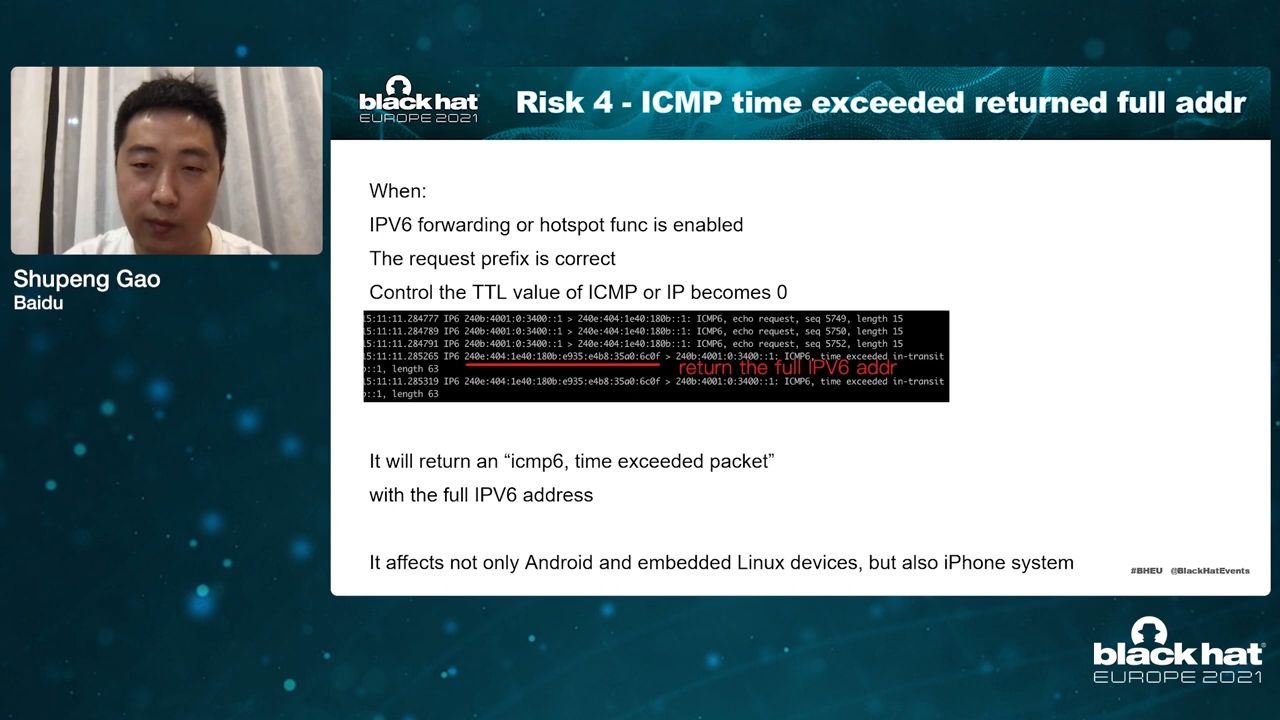 black hat
EUROPE 2021
Risk 4 - ICMP time exceeded returned full addr
Shupeng Gao
Baidu
When:
IPV6 forwarding or hotspot func is enabled
The request prefix is correct
Control the TTL value of ICMP or IP becomes 0
15:11:11.284777 IP6 240b:4001:0:3400::1 > 240e:404:1e40:180b::1: ICMP6, echo request, seq 5749, length 15
15:11:11.284789 IP6 240b:4001:0:3400::1 > 240e:404:1e40:180b::1: ICMP6, echo request, seq 5750, length 15
15:11:11.284791 IP6 240b:4001:0:3400::1 > 240e:404:1e40:180b::1: ICMP6, echo request, seq 5752, length 15
15:11:11.285265 IP6 240e:404:1e40:180b:e935:e4b8:35a0:6c0f > 240b:4001:0:3400::1: ICMP6, time exceeded in-transit
b::1, length 63
return the full IPV6 addr
15:11:11.285319 IP6 240e:404:1e40:180b:e935:e4b8:35a0:6c0f > 240b:4001:0:3400::1: ICMP6, time exceeded in-transit
b::1, length 63
It will return an “icmp6, time exceeded packet”
with the full IPV6 address
It affects not only Android and embedded Linux devices, but also iPhone system
#BHEU @BlackHatEvents
black hat
EUROPE 2021